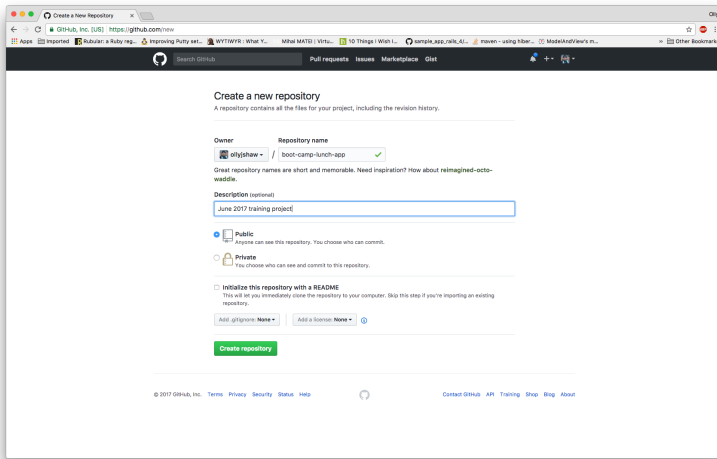 Create a New Repository
Olly
GitHub, Inc. [US] https://github.com/new
Apps Imported Rubular: a Ruby reg... Improving Putty set... WYTIWYR : What Y... Mihai MATEI | Virtu... 10 Things I Wish I... sample_app_rails_4/... maven - using hiber... ModelAndView's m... » Other Bookmark
Search GitHub Pull requests Issues Marketplace Gist
Create a new repository
A repository contains all the files for your project, including the revision history.
Owner Repository name
ollyjshaw / boot-camp-lunch-app
Great repository names are short and memorable. Need inspiration? How about reimagined-octo-
waddle.
Description (optional)
June 2017 training project
Public
Anyone can see this repository. You choose who can commit.
Private
You choose who can see and commit to this repository.
Initialize this repository with a README
This will let you immediately clone the repository to your computer. Skip this step if you're importing an existing
repository.
Add .gitignore: None Add a license: None
Create repository
© 2017 GitHub, Inc. Terms Privacy Security Status Help Contact GitHub API Training Shop Blog About